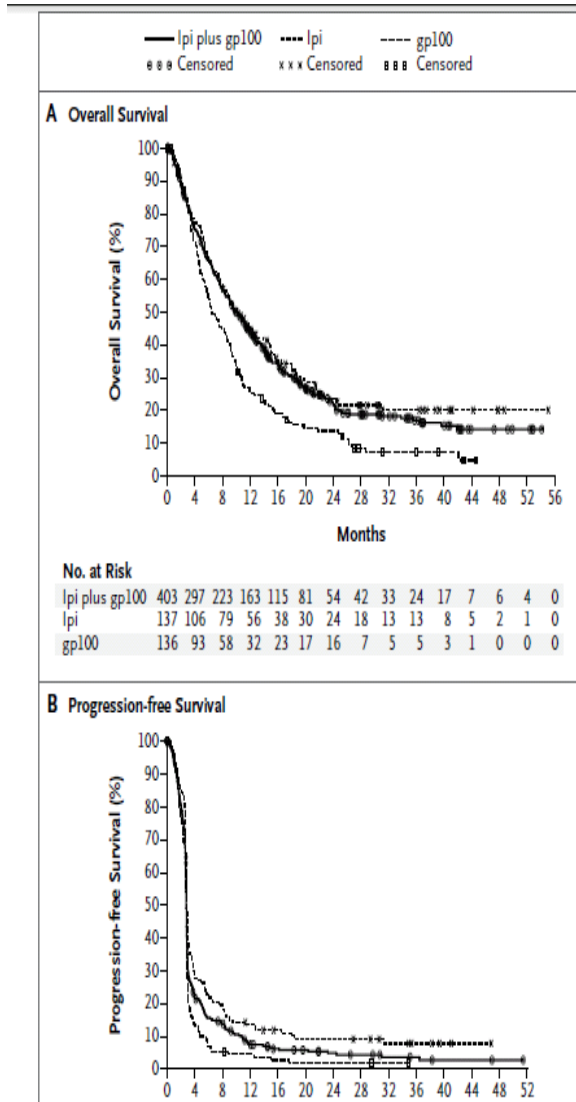 Ipi plus gp100 Ipi gp100
Censored Censored Censored
A Overall Survival
100
90
80
70
60
50
40
30
20
10
0
Overall Survival (%)
0 4 8 12 16 20 24 28 32 36 40 44 48 52 56
Months
No. at Risk
Ipi plus gp100 403 297 223 163 115 81 54 42 33 24 17 7 6 4 0
Ipi 137 106 79 56 38 30 24 18 13 13 8 5 2 1 0
gp100 136 93 58 32 23 17 16 7 5 5 3 1 0 0 0
B Progression-free Survival
100
90
80
70
60
50
40
30
20
10
0
Progression-free Survival (%)
0 4 8 12 16 20 24 28 32 36 40 44 48 52